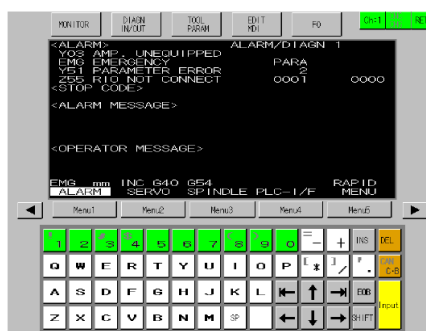 MONITOR DIAGN IN/OUT TOOL PARAM EDIT MDI F0 Ch:1 RE
<ALARM> ALARM/DIAGN 1
Y03 AMP. UNEQUIPPED
EMG EMERGENCY PARA
Y51 PARAMETER ERROR 2
Z55 RIO NOT CONNECT 0001 0000
<STOP CODE>
<ALARM MESSAGE>
<OPERATOR MESSAGE>
EMG mm INC G40 G54 RAPID
ALARM SERVO SPINDLE PLC-I/F MENU
Menu1 Menu2 Menu3 Menu4 Menu5
1 2 3 4 5 6 7 8 9 0 = - + INS DEL
Q W E R T Y U I O P [ * ] / . CAN C-B
A S D F G H J K L EOB
Z X C V B N M SP SHIFT Input